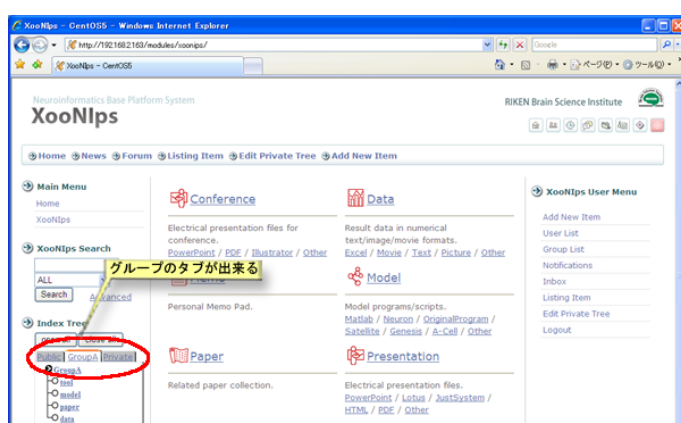 XooNIps - CentOS5 - Windows Internet Explorer
http://192.168.2.163/modules/xoonips/
Google
XooNIps - CentOS5
ページ(P)
ツール(O)
Neuroinformatics Base Platform System
XooNIps
RIKEN Brain Science Institute
Home News Forum Listing Item Edit Private Tree Add New Item
Main Menu
Home
XooNIps
XooNIps Search
ALL
Search
Advanced
Index Tree
Public GroupA Private
GroupA
tool
model
paper
data
グループのタブが出来る
Conference
Electrical presentation files for
conference.
PowerPoint / PDF / Illustrator / Other
Personal Memo Pad.
Paper
Related paper collection.
Data
Result data in numerical
text/image/movie formats.
Excel / Movie / Text / Picture / Other
Model
Model programs/scripts.
Matlab / Neuron / OriginalProgram /
Satellite / Genesis / A-Cell / Other
Presentation
Electrical presentation files.
PowerPoint / Lotus / JustSystem /
HTML / PDF / Other
XooNIps User Menu
Add New Item
User List
Group List
Notifications
Inbox
Listing Item
Edit Private Tree
Logout